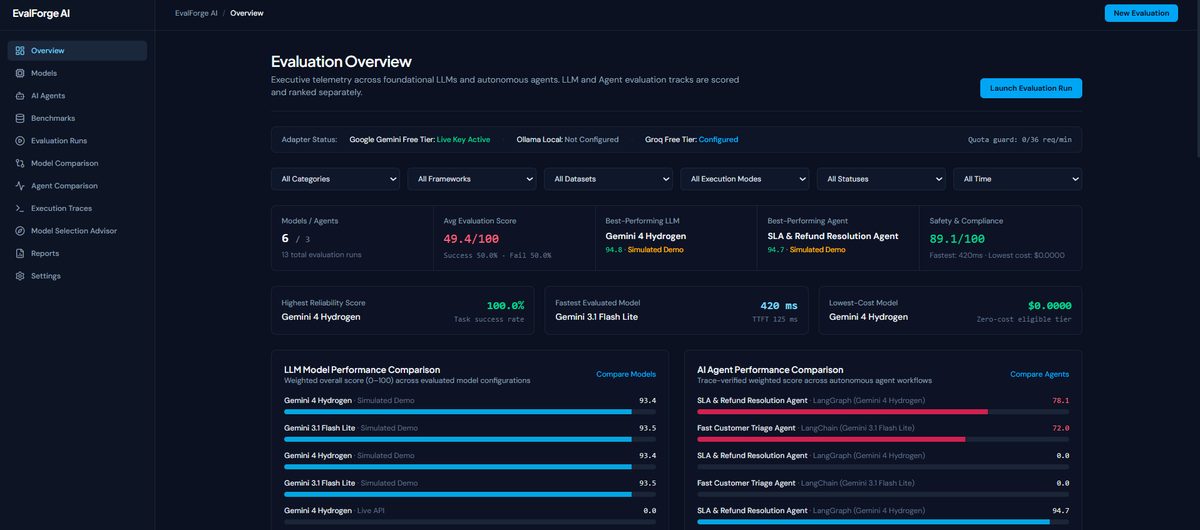 EvalForge AI
EvalForge AI / Overview
New Evaluation
Overview
Models
AI Agents
Benchmarks
Evaluation Runs
Model Comparison
Agent Comparison
Execution Traces
Model Selection Advisor
Reports
Settings
Evaluation Overview
Executive telemetry across foundational LLMs and autonomous agents. LLM and Agent evaluation tracks are scored
and ranked separately.
Launch Evaluation Run
Adapter Status: Google Gemini Free Tier: Live Key Active · Ollama Local: Not Configured · Groq Free Tier: Configured
Quota guard: 0/36 req/min
All Categories
All Frameworks
All Datasets
All Execution Modes
All Statuses
All Time
Models / Agents
6 / 3
13 total evaluation runs
Avg Evaluation Score
49.4/100
Success 50.0% · Fail 50.0%
Best-Performing LLM
Gemini 4 Hydrogen
94.8 · Simulated Demo
Best-Performing Agent
SLA & Refund Resolution Agent
94.7 · Simulated Demo
Safety & Compliance
89.1/100
Fastest: 420ms · Lowest cost: $0.0000
Highest Reliability Score
Gemini 4 Hydrogen
100.0%
Task success rate
Fastest Evaluated Model
Gemini 3.1 Flash Lite
420 ms
TTFT 125 ms
Lowest-Cost Model
Gemini 4 Hydrogen
$0.0000
Zero-cost eligible tier
LLM Model Performance Comparison
Weighted overall score (0–100) across evaluated model configurations
Compare Models
Gemini 4 Hydrogen · Simulated Demo 93.4
Gemini 3.1 Flash Lite · Simulated Demo 93.5
Gemini 4 Hydrogen · Simulated Demo 93.4
Gemini 3.1 Flash Lite · Simulated Demo 93.5
Gemini 4 Hydrogen · Live API 0.0
AI Agent Performance Comparison
Trace-verified weighted score across autonomous agent workflows
Compare Agents
SLA & Refund Resolution Agent · LangGraph (Gemini 4 Hydrogen) 78.1
Fast Customer Triage Agent · LangChain (Gemini 3.1 Flash Lite) 72.0
SLA & Refund Resolution Agent · LangGraph (Gemini 4 Hydrogen) 0.0
Fast Customer Triage Agent · LangChain (Gemini 3.1 Flash Lite) 0.0
SLA & Refund Resolution Agent · LangGraph (Gemini 4 Hydrogen) 94.7